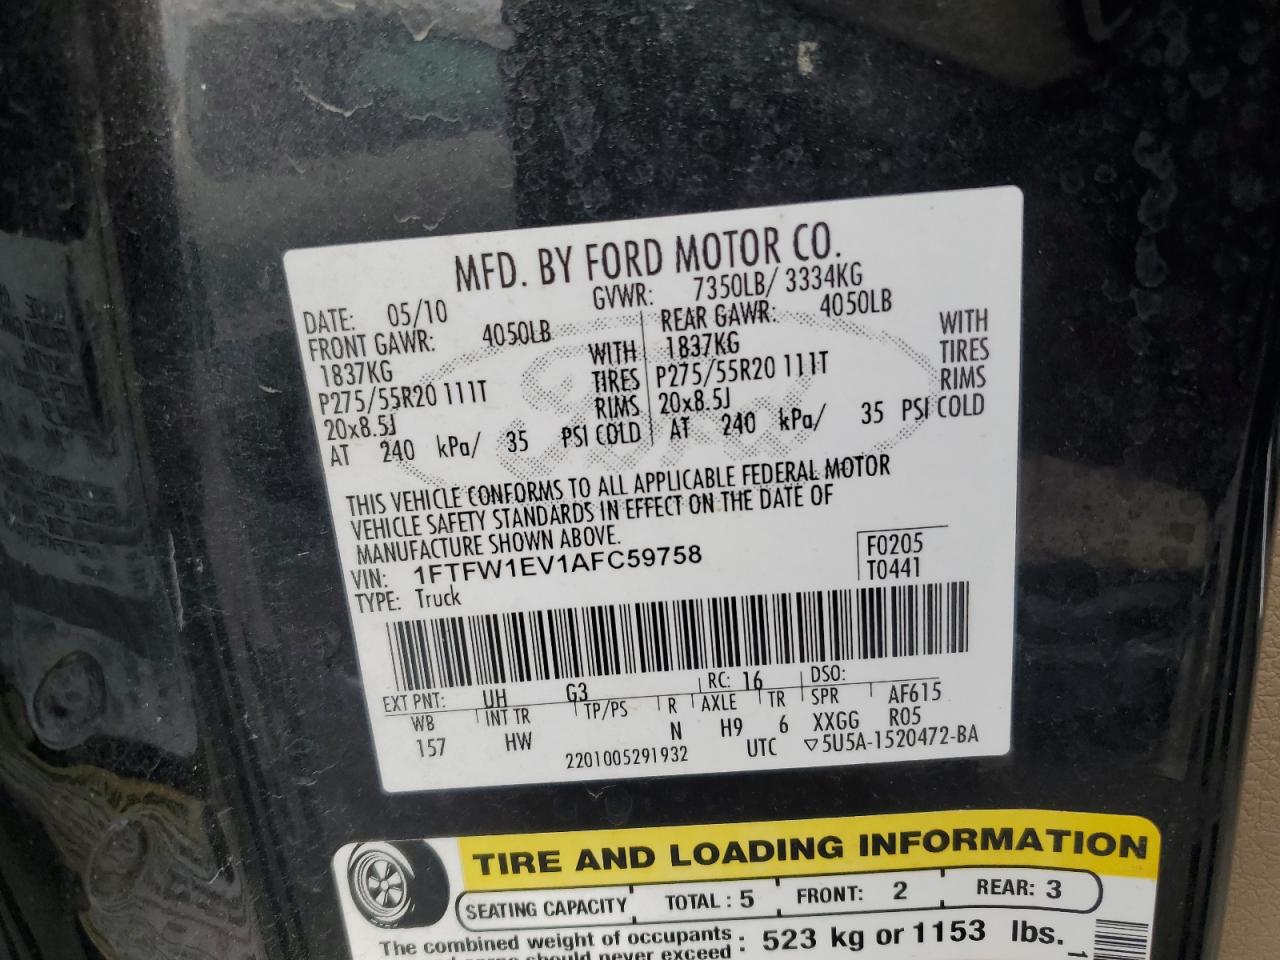 MFD. BY FORD MOTOR CO.
DATE: 05/10 GVWR: 7350LB/ 3334KG
FRONT GAWR: 4050LB REAR GAWR: 4050LB
1837KG WITH 1837KG WITH
P275/55R20 111T TIRES P275/55R20 111T TIRES
20x8.5J RIMS 20x8.5J RIMS
AT 240 kPa/ 35 PSI COLD AT 240 kPa/ 35 PSI COLD
THIS VEHICLE CONFORMS TO ALL APPLICABLE FEDERAL MOTOR
VEHICLE SAFETY STANDARDS IN EFFECT ON THE DATE OF
MANUFACTURE SHOWN ABOVE.
VIN: 1FTFW1EV1AFC59758 F0205
TYPE: Truck T0441
EXT PNT: UH G3 RC: 16 DSO:
WB INT TR TP/PS R AXLE TR SPR AF615
157 HW N H9 6 XXGG R05
2201005291932 UTC ▽5U5A-1520472-BA
TIRE AND LOADING INFORMATION
SEATING CAPACITY TOTAL : 5 FRONT: 2 REAR: 3
The combined weight of occupants : 523 kg or 1153 lbs.
should never exceed